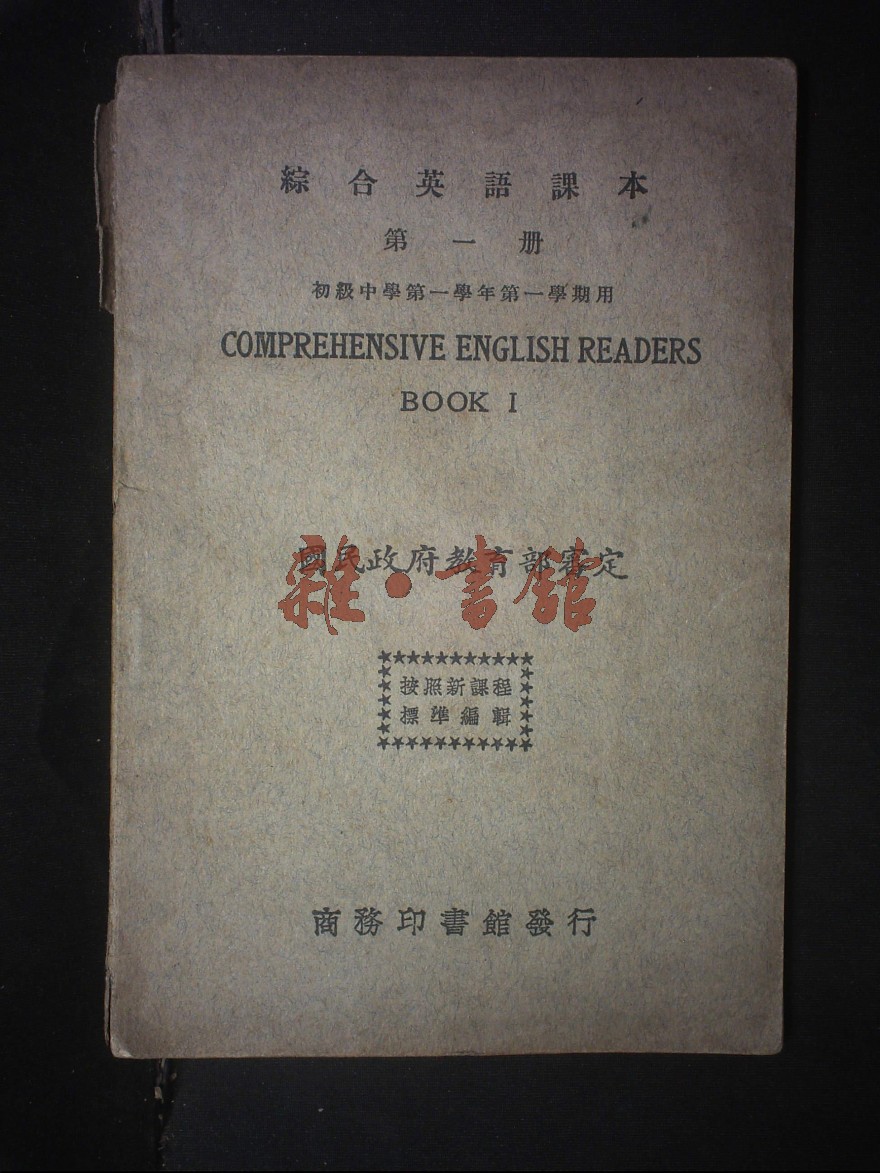 綜合英語課本
第一册
初級中學第一學年第一學期用
COMPREHENSIVE ENGLISH READERS
BOOK I
國民政府教育部審定
雜·書館
按照新課程
標準編輯
商務印書館發行